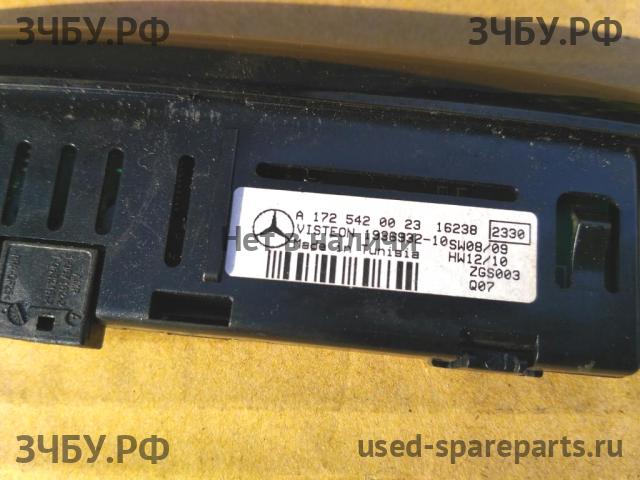 ЗЧБУ.РФ
ЗЧБУ.РФ
A 172 542 00 23 16238 2330
VISTEON 1936932-10 SW08/09
Нет в наличии
Made in Tunisia HW12/10
ZGS003
Q07
ЗЧБУ.РФ
used-spareparts.ru